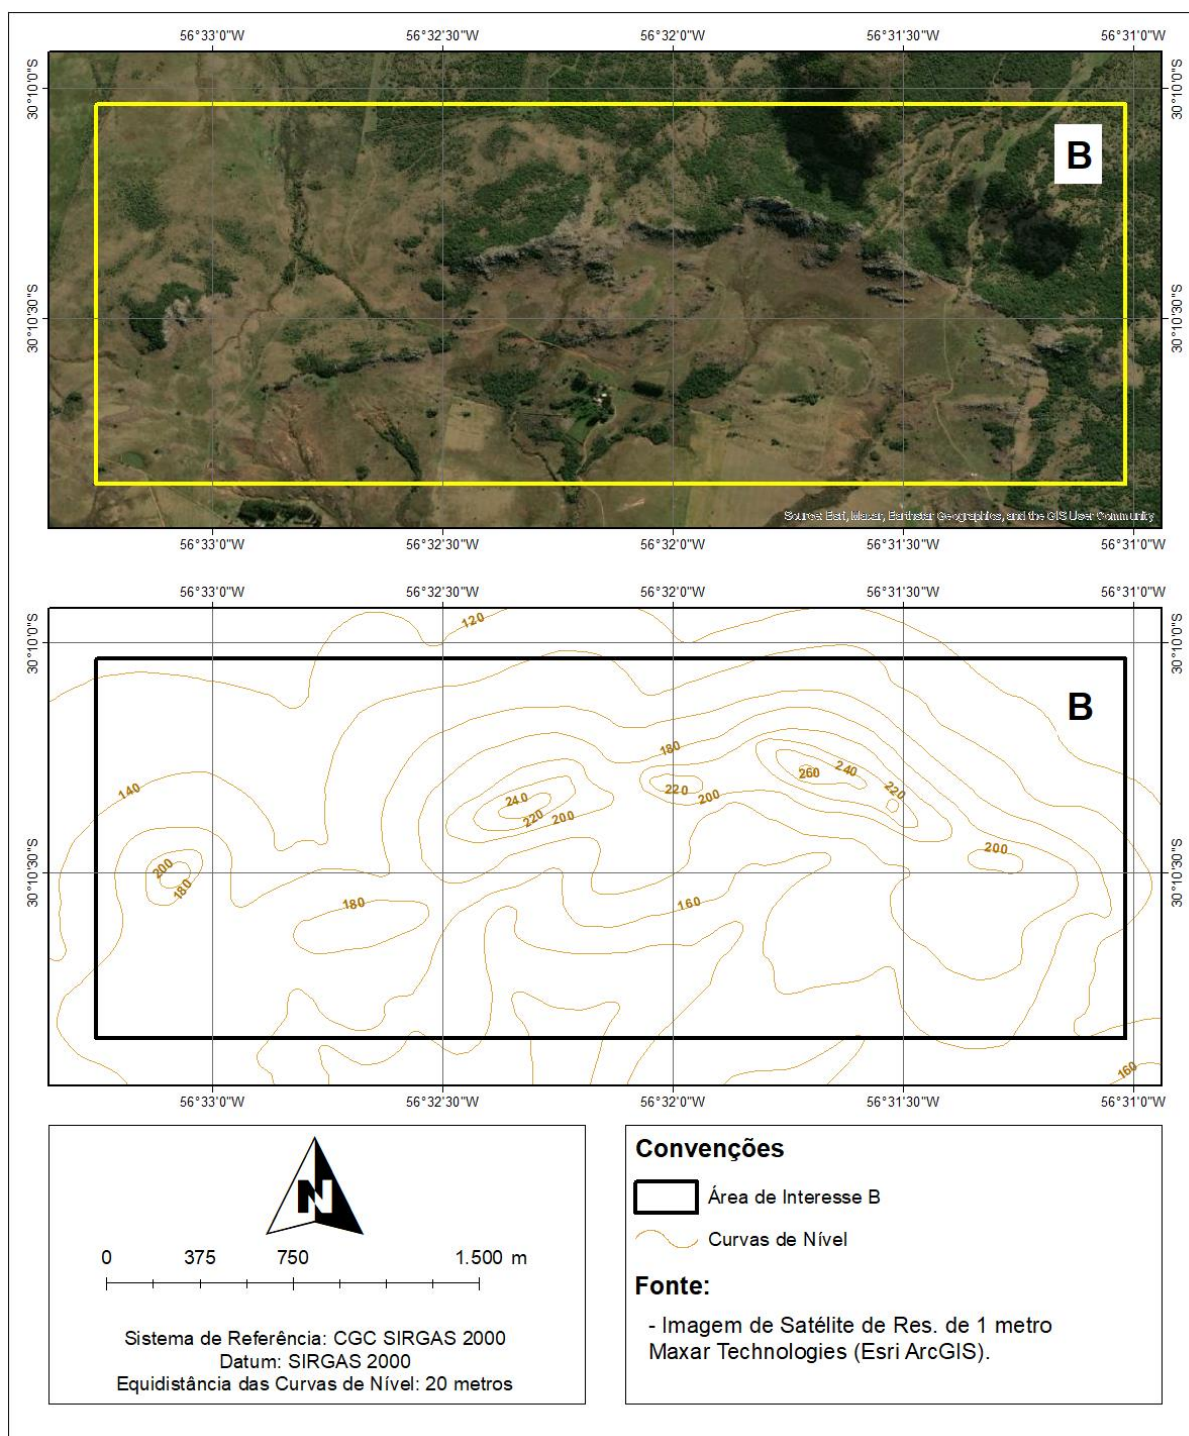 56°33'0"W 56°32'30"W 56°32'0"W 56°31'30"W 56°31'0"W
30°10'0"S 30°10'0"S
B
30°10'30"S 30°10'30"S
Source: Esri, Maxar, Earthstar Geographics, and the GIS User Community
56°33'0"W 56°32'30"W 56°32'0"W 56°31'30"W 56°31'0"W
56°33'0"W 56°32'30"W 56°32'0"W 56°31'30"W 56°31'0"W
120
30°10'0"S 30°10'0"S
B
180
240
260
140
220
220
200
240
220
200
200
200
180
30°10'30"S 30°10'30"S
180
160
160
56°33'0"W 56°32'30"W 56°32'0"W 56°31'30"W 56°31'0"W
N
0 375 750 1.500 m
Sistema de Referência: CGC SIRGAS 2000
Datum: SIRGAS 2000
Equidistância das Curvas de Nível: 20 metros
Convenções
Área de Interesse B
Curvas de Nível
Fonte:
- Imagem de Satélite de Res. de 1 metro
Maxar Technologies (Esri ArcGIS).